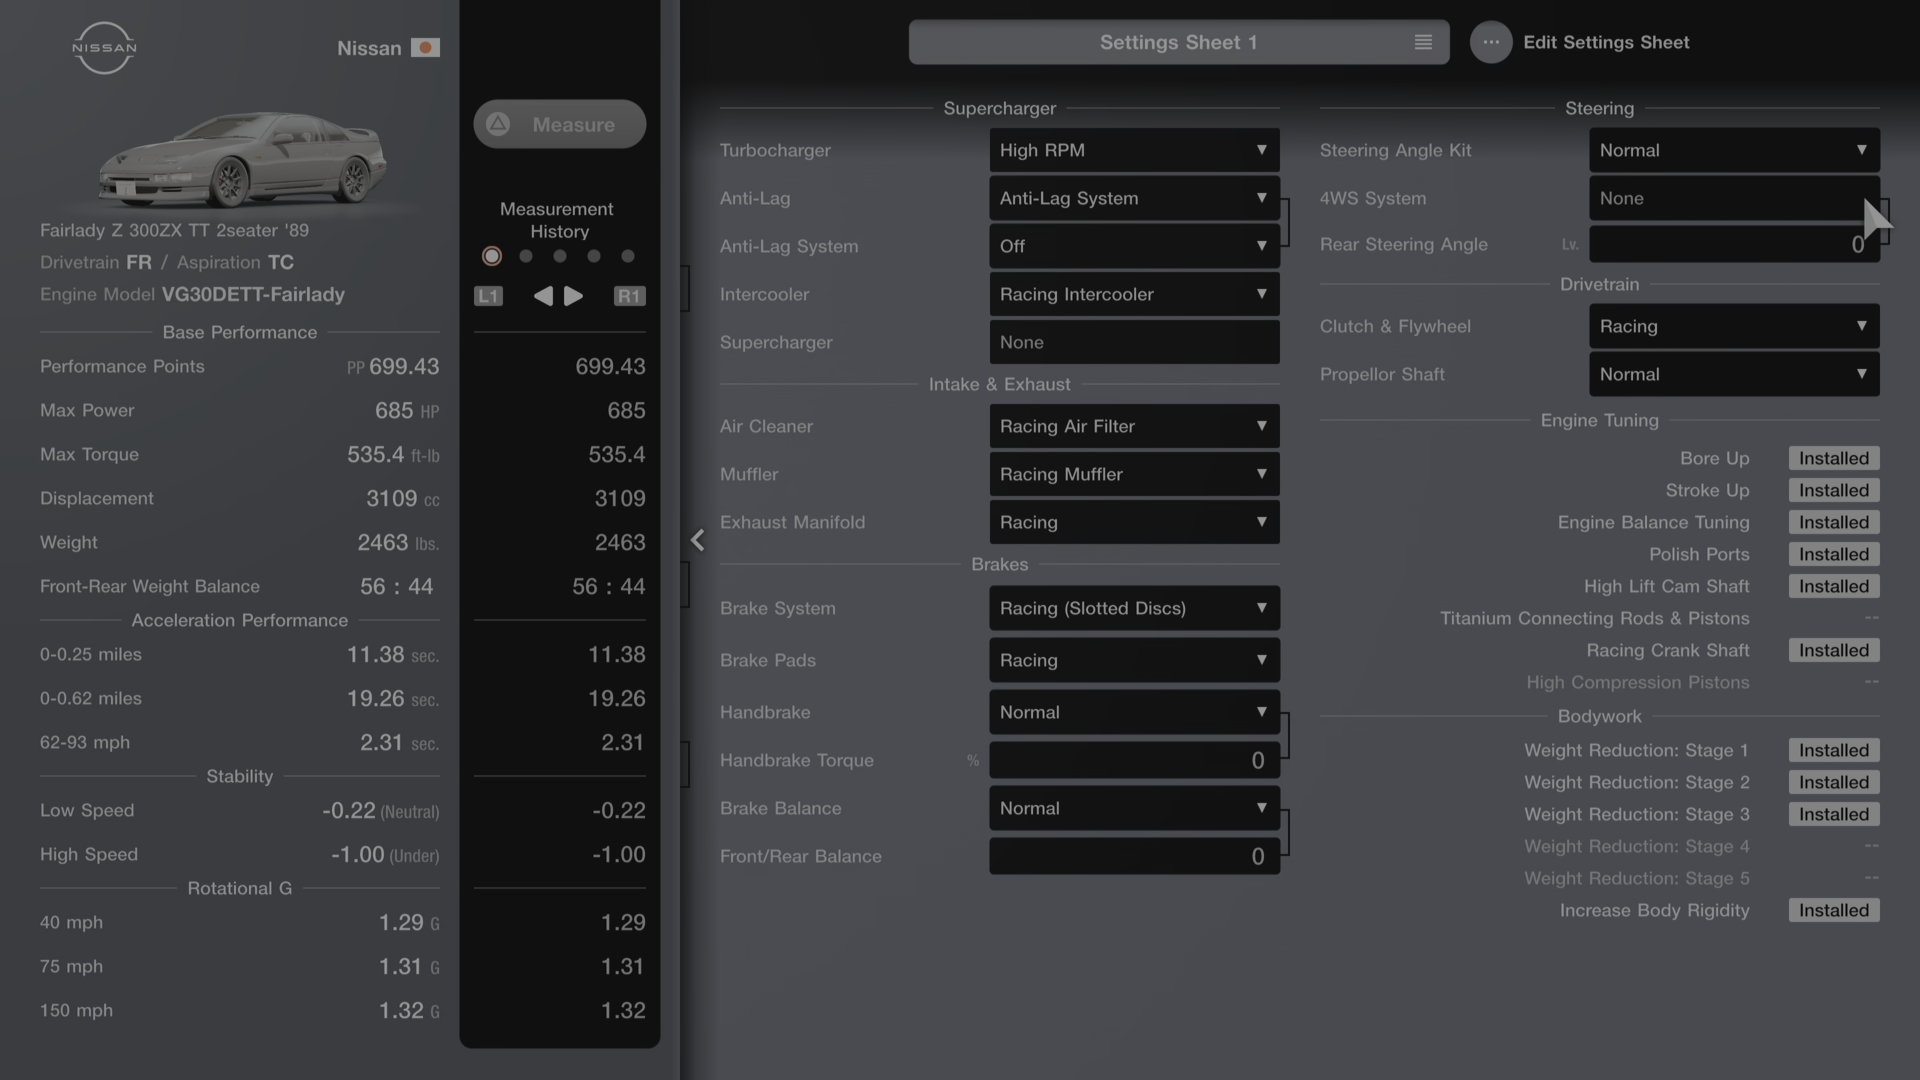 NISSAN
Nissan
Fairlady Z 300ZX TT 2seater '89
Drivetrain FR / Aspiration TC
Engine Model VG30DETT-Fairlady
Base Performance
Performance Points PP 699.43
Max Power 685 HP
Max Torque 535.4 ft-lb
Displacement 3109 cc
Weight 2463 lbs.
Front-Rear Weight Balance 56 : 44
Acceleration Performance
0-0.25 miles 11.38 sec.
0-0.62 miles 19.26 sec.
62-93 mph 2.31 sec.
Stability
Low Speed -0.22 (Neutral)
High Speed -1.00 (Under)
Rotational G
40 mph 1.29 G
75 mph 1.31 G
150 mph 1.32 G
Measure
Measurement
History
L1 R1
699.43
685
535.4
3109
2463
56 : 44
11.38
19.26
2.31
-0.22
-1.00
1.29
1.31
1.32
Settings Sheet 1
Edit Settings Sheet
Supercharger
Turbocharger High RPM
Anti-Lag Anti-Lag System
Anti-Lag System Off
Intercooler Racing Intercooler
Supercharger None
Intake & Exhaust
Air Cleaner Racing Air Filter
Muffler Racing Muffler
Exhaust Manifold Racing
Brakes
Brake System Racing (Slotted Discs)
Brake Pads Racing
Handbrake Normal
Handbrake Torque % 0
Brake Balance Normal
Front/Rear Balance 0
Steering
Steering Angle Kit Normal
4WS System None
Rear Steering Angle Lv. 0
Drivetrain
Clutch & Flywheel Racing
Propellor Shaft Normal
Engine Tuning
Bore Up Installed
Stroke Up Installed
Engine Balance Tuning Installed
Polish Ports Installed
High Lift Cam Shaft Installed
Titanium Connecting Rods & Pistons --
Racing Crank Shaft Installed
High Compression Pistons --
Bodywork
Weight Reduction: Stage 1 Installed
Weight Reduction: Stage 2 Installed
Weight Reduction: Stage 3 Installed
Weight Reduction: Stage 4 --
Weight Reduction: Stage 5 --
Increase Body Rigidity Installed